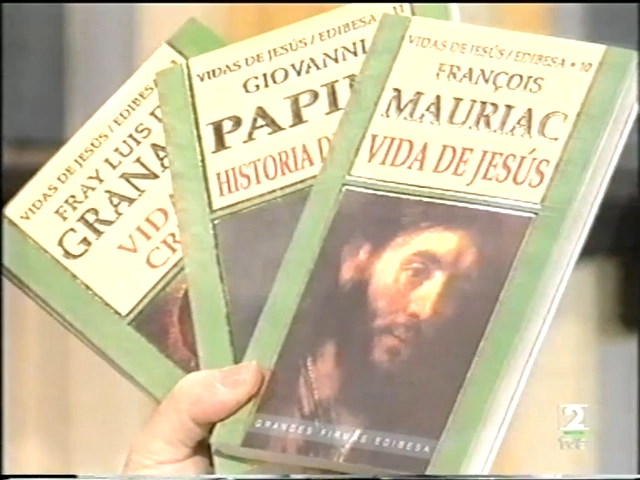 VIDAS DE JESÚS / EDIBESA
FRAY LUIS D
GRANA
VID
CR
VIDAS DE JESÚS / EDIBESA · 11
GIOVANNI
PAPI
HISTORIA D
VIDAS DE JESÚS / EDIBESA · 10
FRANÇOIS
MAURIAC
VIDA DE JESÚS
GRANDES FIRMAS EDIBESA
2
tve